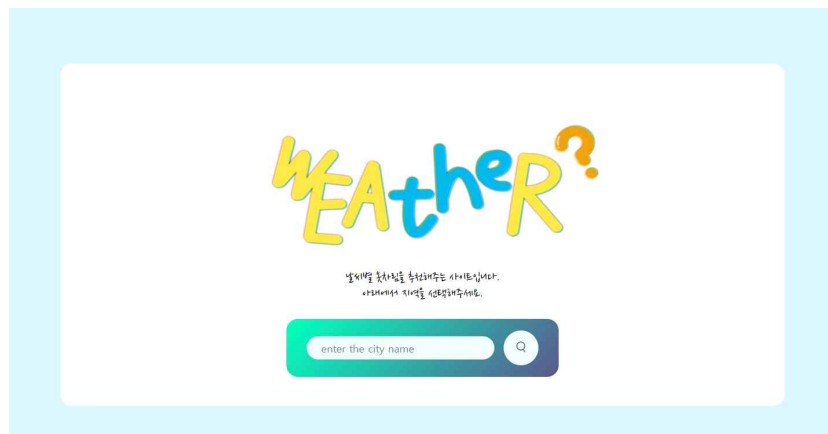 WEAtheR?
날씨별 옷차림을 추천해주는 사이트입니다.
아래에서 지역을 선택해주세요.
enter the city name